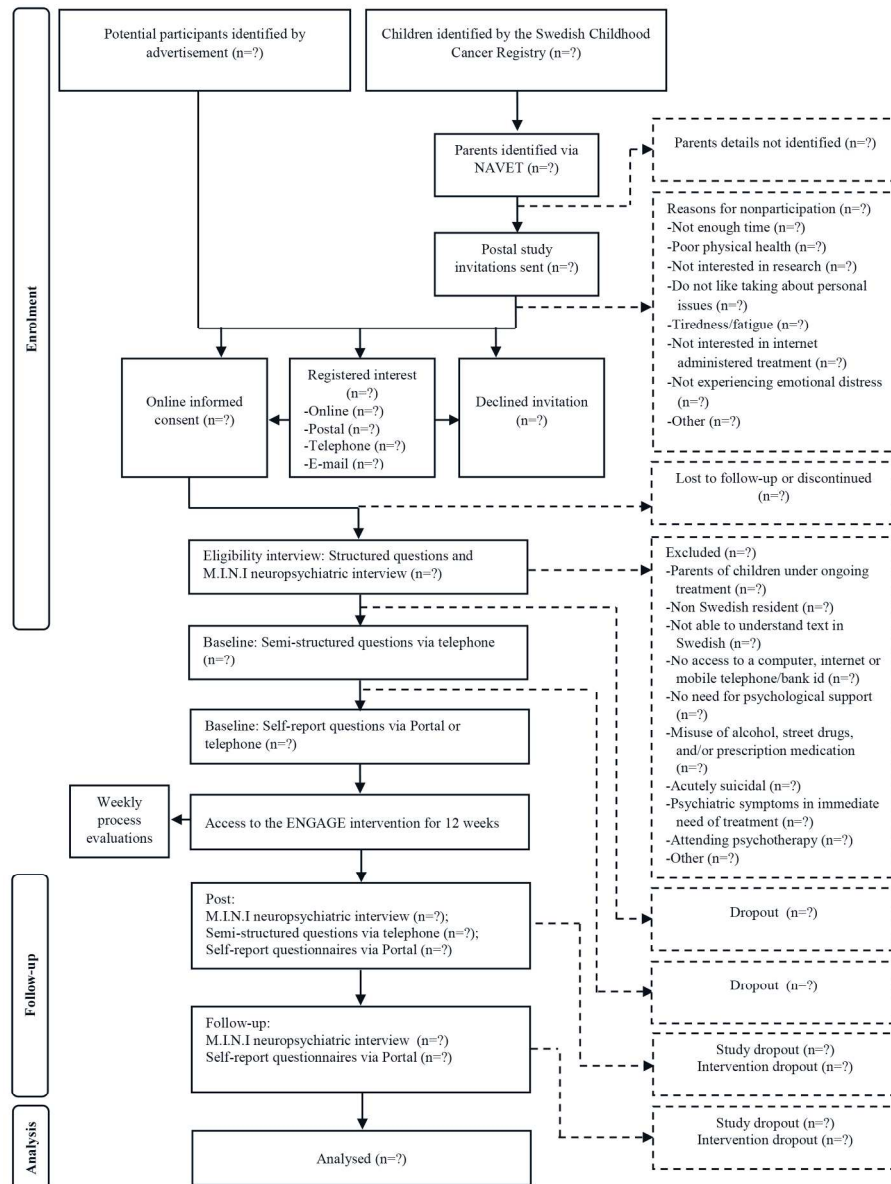 Potential participants identified by
advertisement (n=?)
Children identified by the Swedish Childhood
Cancer Registry (n=?)
Parents identified via
NAVET (n=?)
Parents details not identified (n=?)
Postal study
invitations sent (n=?)
Reasons for nonparticipation (n=?)
-Not enough time (n=?)
-Poor physical health (n=?)
-Not interested in research (n=?)
-Do not like taking about personal
issues (n=?)
-Tiredness/fatigue (n=?)
-Not interested in internet
administered treatment (n=?)
-Not experiencing emotional distress
(n=?)
-Other (n=?)
Enrolment
Online informed
consent (n=?)
Registered interest
(n=?)
-Online (n=?)
-Postal (n=?)
-Telephone (n=?)
-E-mail (n=?)
Declined invitation
(n=?)
Lost to follow-up or discontinued
(n=?)
Eligibility interview: Structured questions and
M.I.N.I neuropsychiatric interview (n=?)
Excluded (n=?)
-Parents of children under ongoing
treatment (n=?)
-Non Swedish resident (n=?)
-Not able to understand text in
Swedish (n=?)
-No access to a computer, internet or
mobile telephone/bank id (n=?)
-No need for psychological support
(n=?)
-Misuse of alcohol, street drugs,
and/or prescription medication
(n=?)
-Acutely suicidal (n=?)
-Psychiatric symptoms in immediate
need of treatment (n=?)
-Attending psychotherapy (n=?)
-Other (n=?)
Baseline: Semi-structured questions via telephone
(n=?)
Baseline: Self-report questions via Portal or
telephone (n=?)
Weekly
process
evaluations
Access to the ENGAGE intervention for 12 weeks
Follow-up
Post:
M.I.N.I neuropsychiatric interview (n=?);
Semi-structured questions via telephone (n=?);
Self-report questionnaires via Portal (n=?)
Dropout (n=?)
Dropout (n=?)
Follow-up:
M.I.N.I neuropsychiatric interview (n=?)
Self-report questionnaires via Portal (n=?)
Study dropout (n=?)
Intervention dropout (n=?)
Analysis
Analysed (n=?)
Study dropout (n=?)
Intervention dropout (n=?)